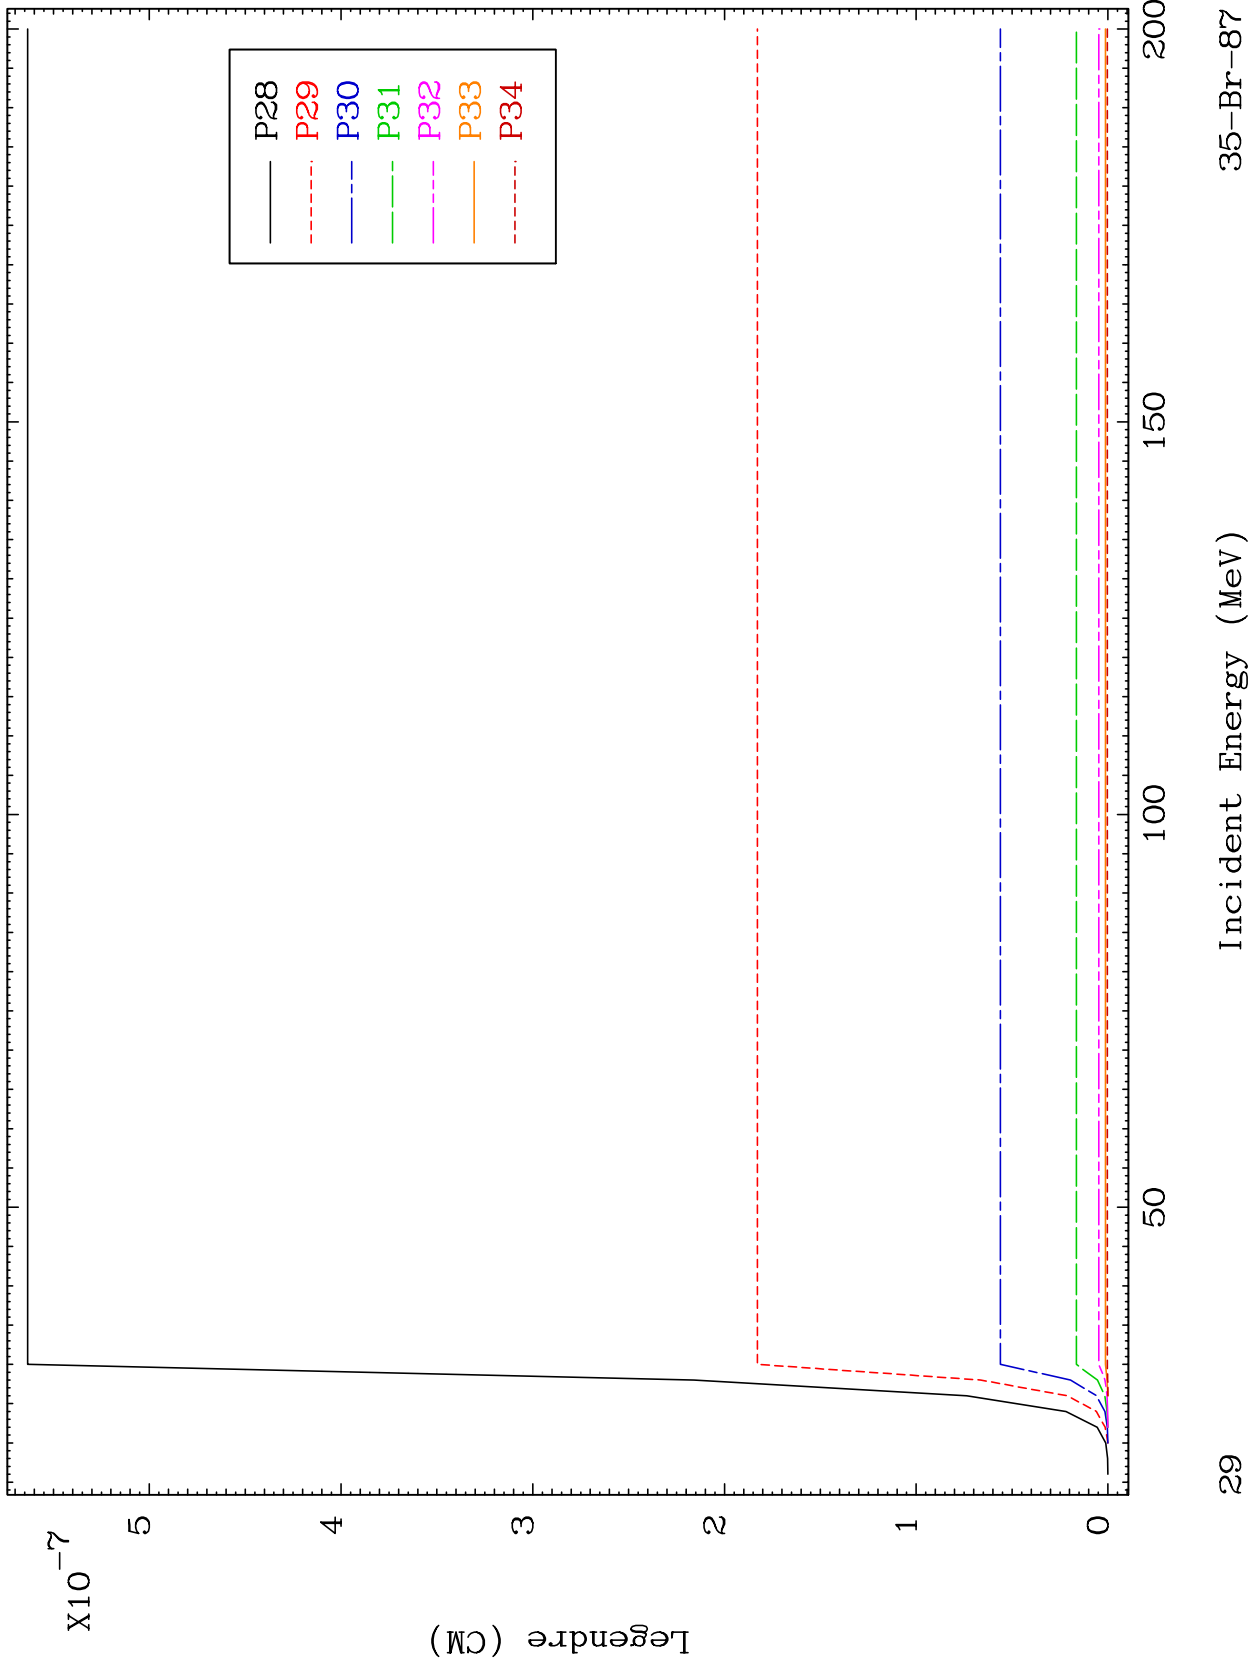 X10⁻⁷
Legendre (CM)
5
4
3
2
1
0
P28
P29
P30
P31
P32
P33
P34
50
100
150
200
Incident Energy (MeV)
29
35-Br-87